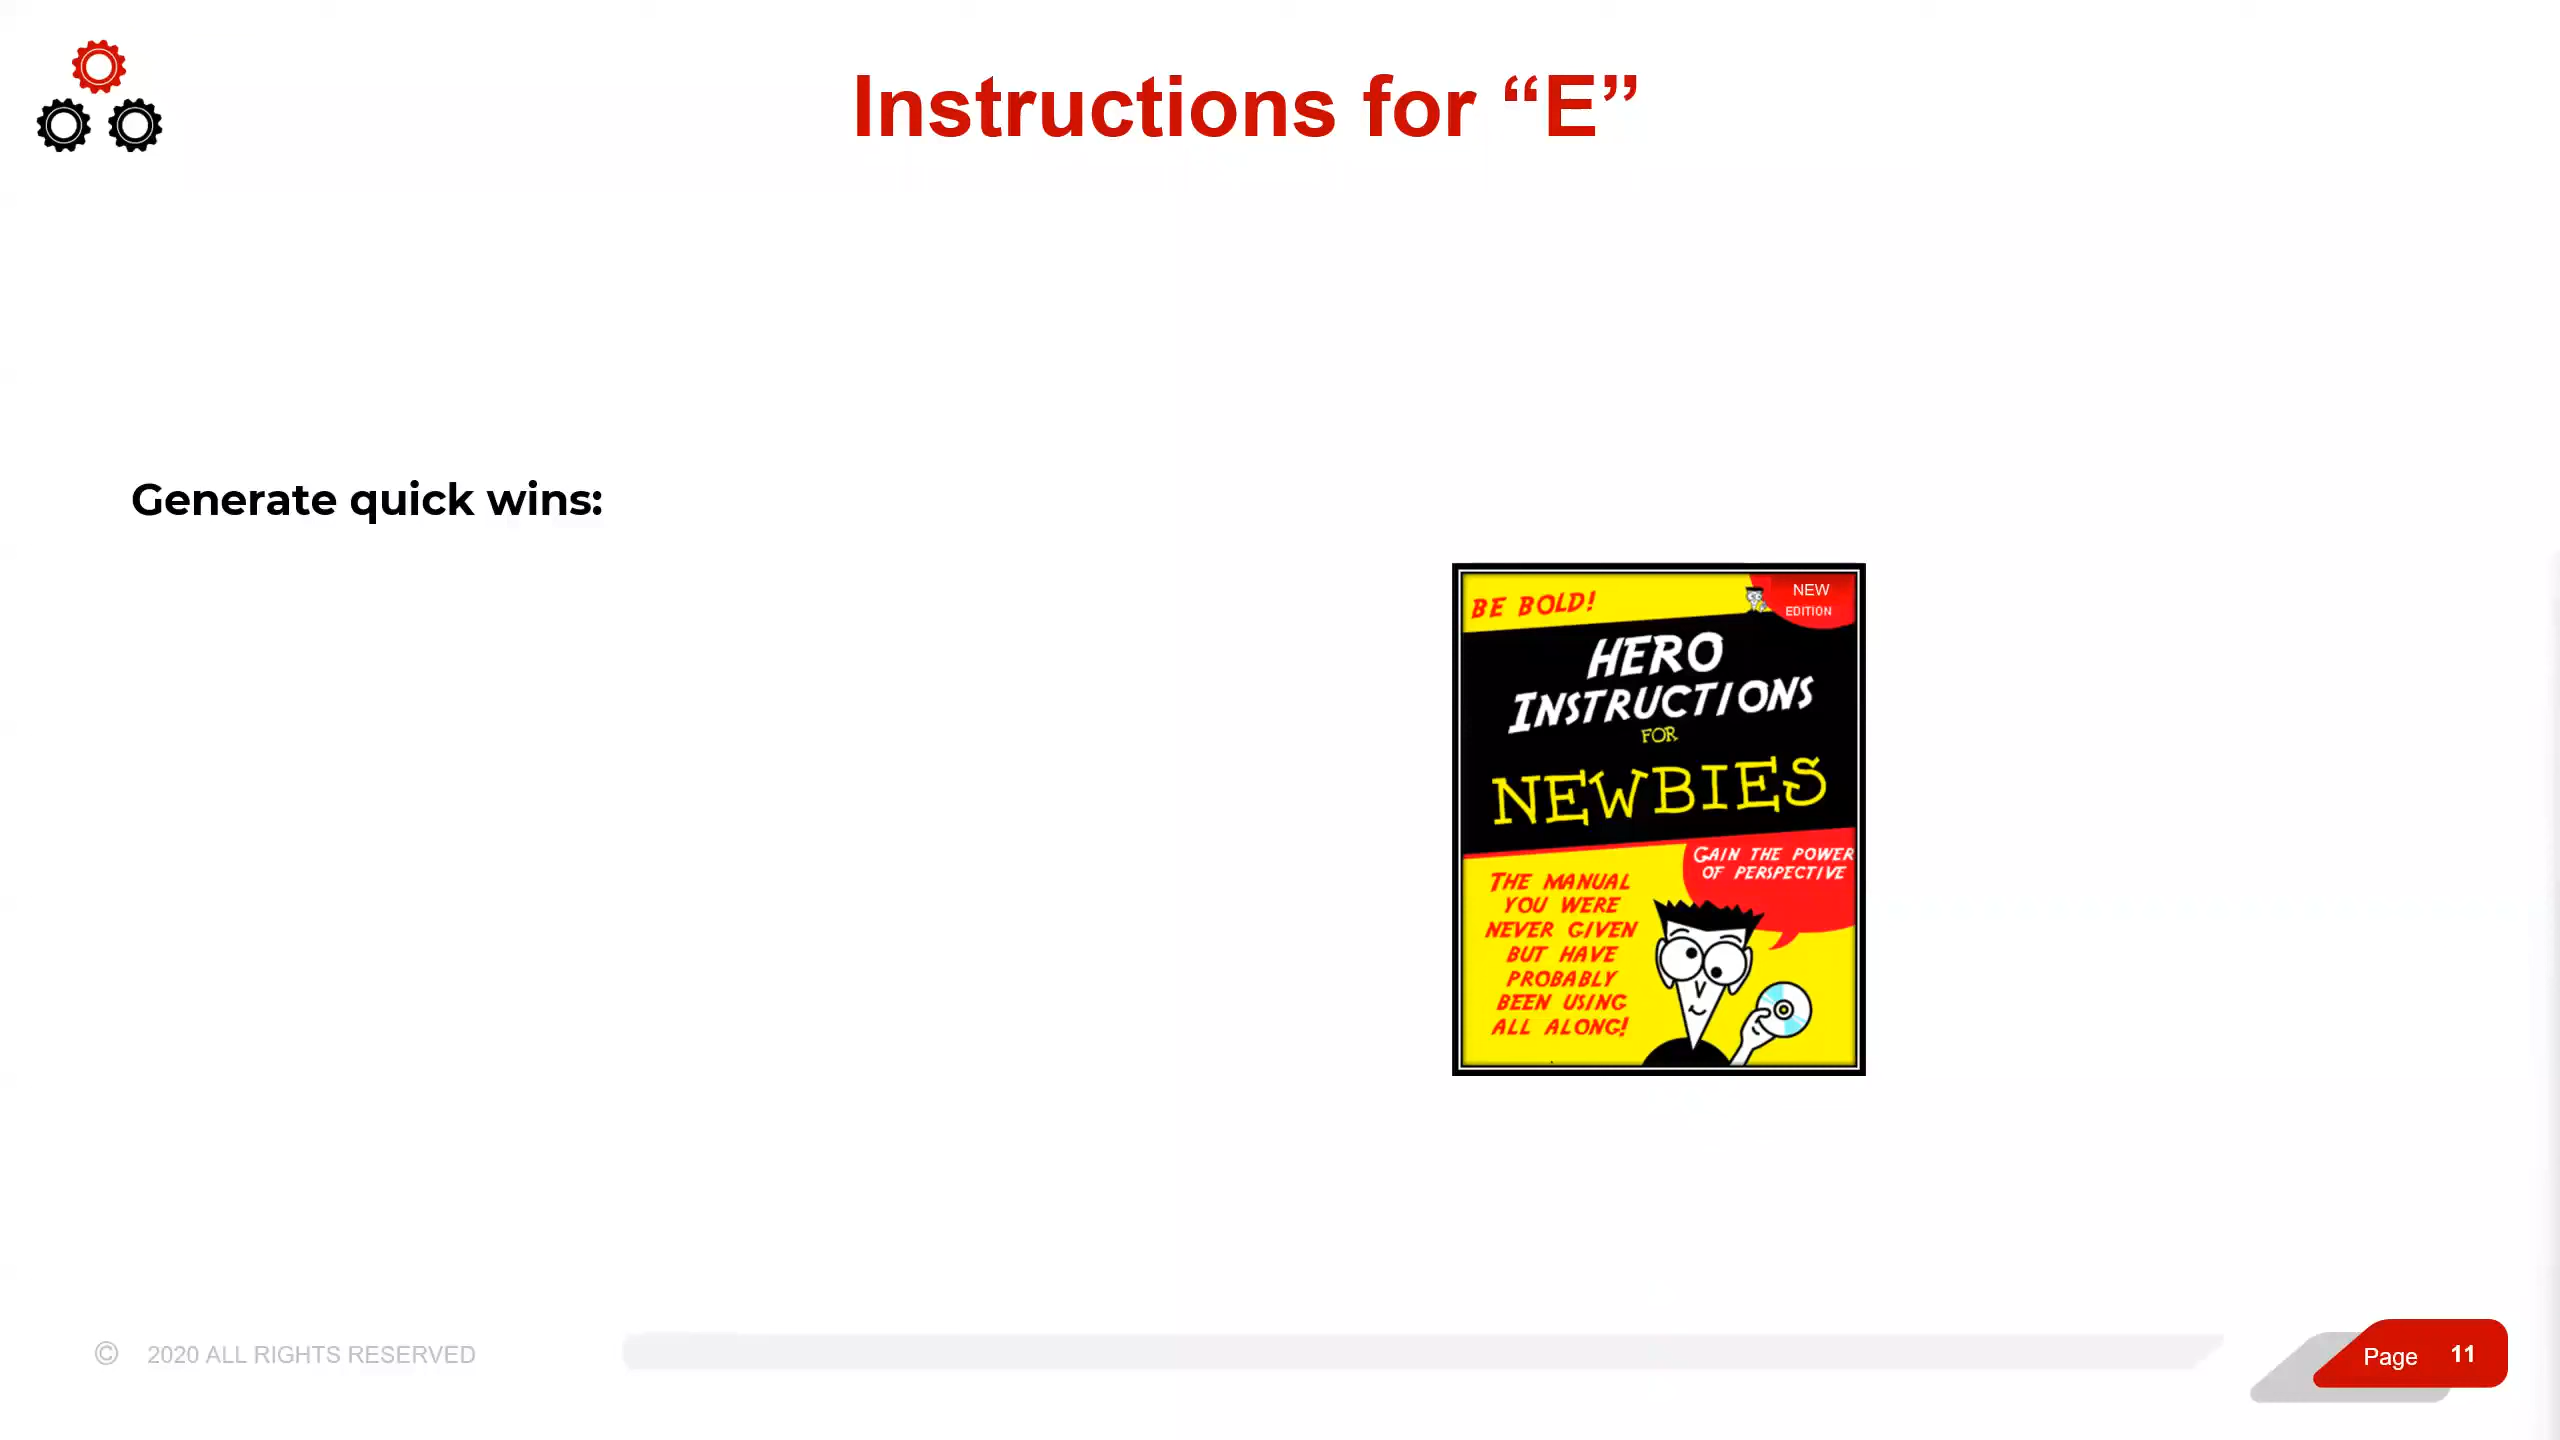 Instructions for “E”
Generate quick wins:
BE BOLD!
NEW
EDITION
HERO
INSTRUCTIONS
FOR
NEWBIES
GAIN THE POWER
OF PERSPECTIVE
THE MANUAL
YOU WERE
NEVER GIVEN
BUT HAVE
PROBABLY
BEEN USING
ALL ALONG!
© 2020 ALL RIGHTS RESERVED
Page 11